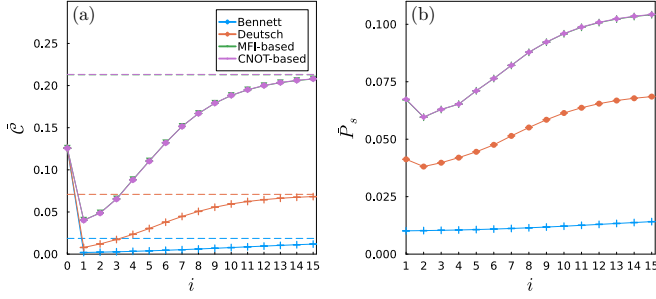 (a)
Bennett
Deutsch
MFI-based
CNOT-based
0.25
0.20
0.15
0.10
0.05
0.00
C̄
0 1 2 3 4 5 6 7 8 9 10 11 12 13 14 15
i
(b)
0.100
0.075
0.050
0.025
0.000
P̄s
1 2 3 4 5 6 7 8 9 10 11 12 13 14 15
i